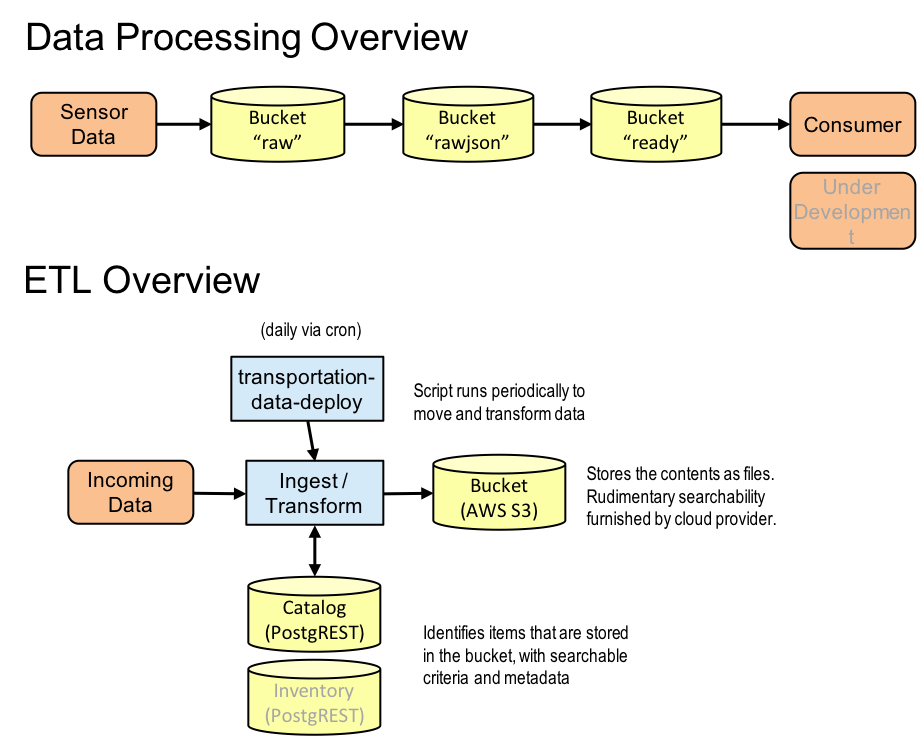 Data Processing Overview
Sensor
Data
Bucket
“raw”
Bucket
“rawjson”
Bucket
“ready”
Consumer
Under
Developmen
t
ETL Overview
(daily via cron)
transportation-
data-deploy
Script runs periodically to
move and transform data
Incoming
Data
Ingest /
Transform
Bucket
(AWS S3)
Stores the contents as files.
Rudimentary searchability
furnished by cloud provider.
Catalog
(PostgREST)
Identifies items that are stored
in the bucket, with searchable
criteria and metadata
Inventory
(PostgREST)